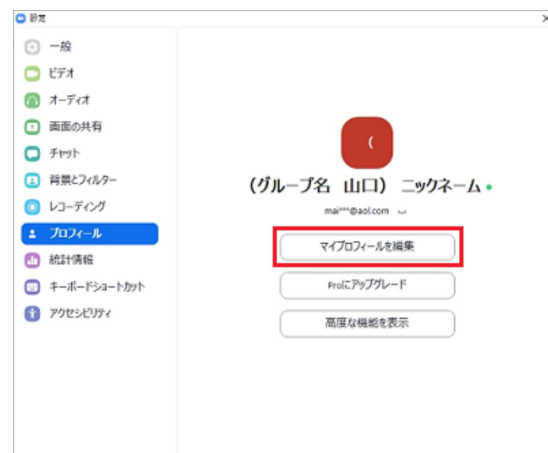 設定
一般
ビデオ
オーディオ
画面の共有
チャット
背景とフィルター
レコーディング
プロフィール
統計情報
キーボードショートカット
アクセシビリティ
(
(グループ名 山口) ニックネーム
mai***@aol.com
マイプロフィールを編集
Proにアップグレード
高度な機能を表示